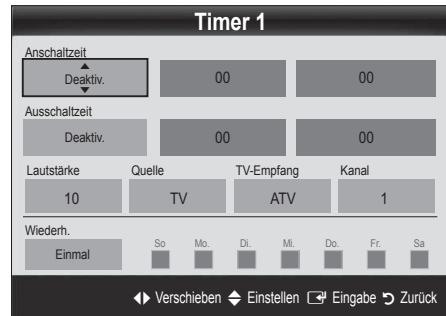 Timer 1
Anschaltzeit
Deaktiv. 00 00
Ausschaltzeit
Deaktiv. 00 00
Lautstärke Quelle TV-Empfang Kanal
10 TV ATV 1
Wiederh.
Einmal So Mo. Di. Mi. Do. Fr. Sa
Verschieben Einstellen Eingabe Zurück